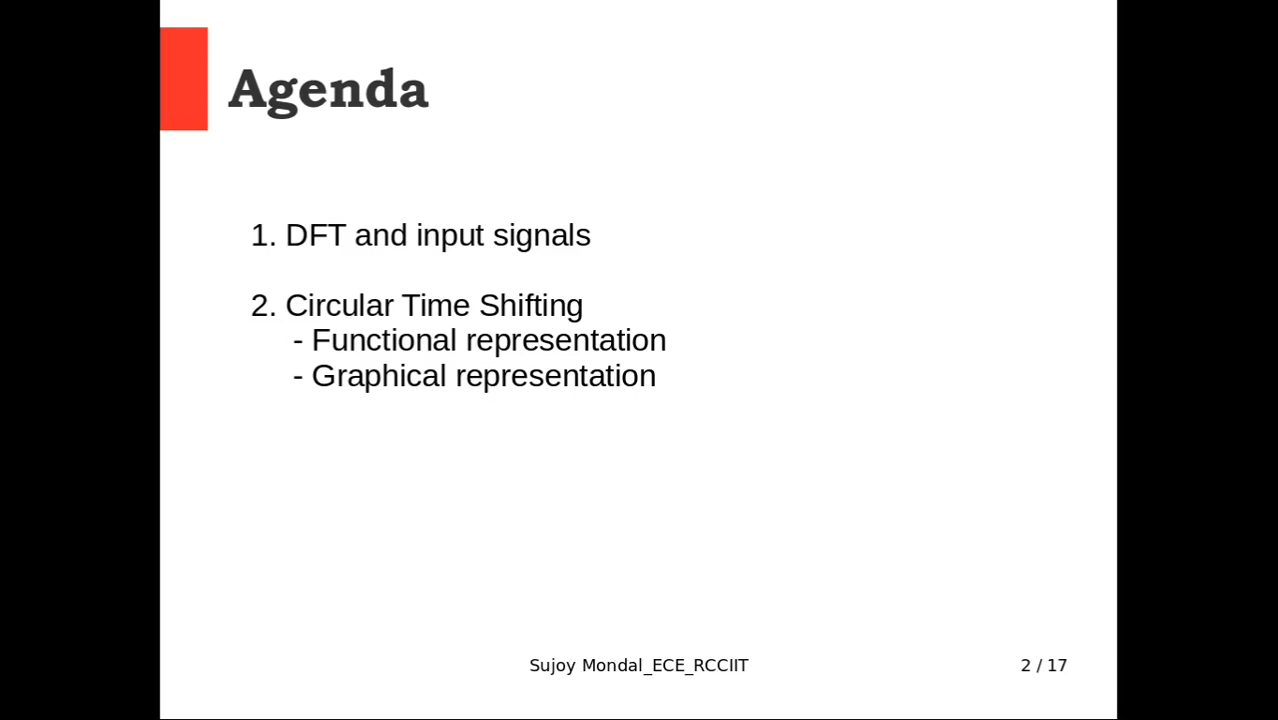 Agenda
1. DFT and input signals
2. Circular Time Shifting
- Functional representation
- Graphical representation
Sujoy Mondal_ECE_RCCIIT
2 / 17